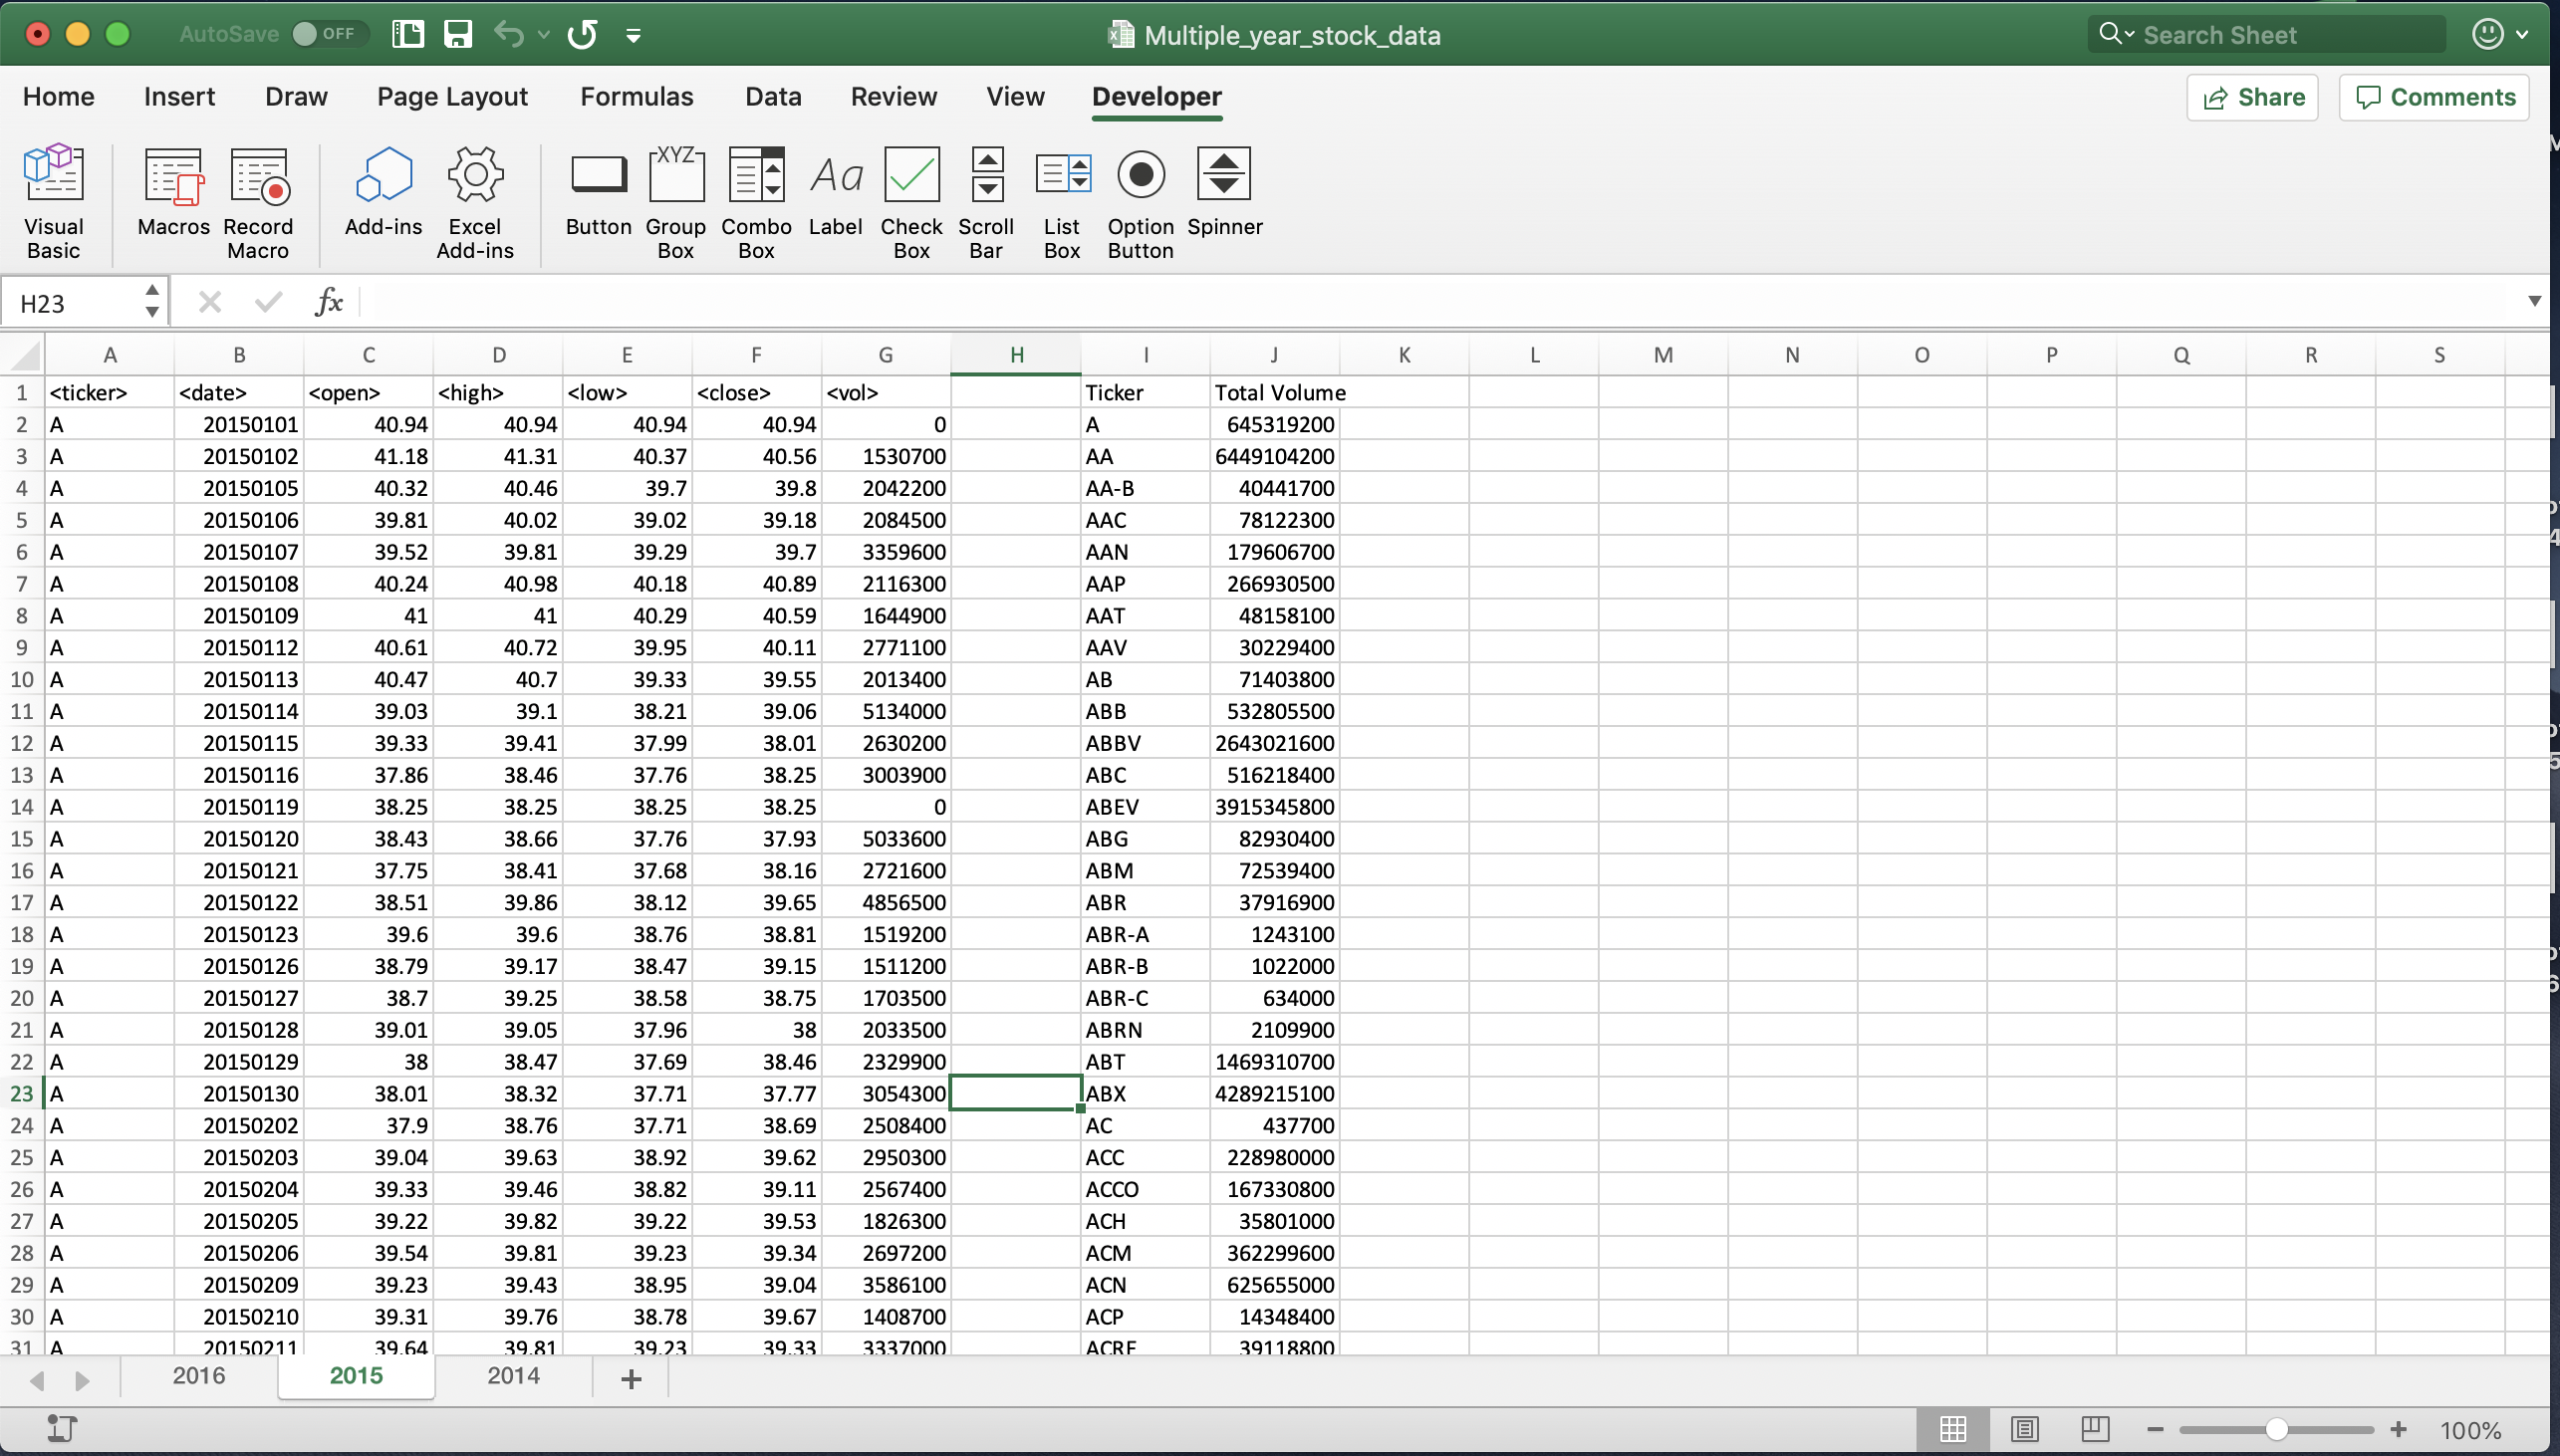 AutoSave OFF Multiple_year_stock_data Search Sheet
Home Insert Draw Page Layout Formulas Data Review View Developer Share Comments
Visual Basic Macros Record Macro Add-ins Excel Add-ins Button Group Box Combo Box Label Check Box Scroll Bar List Box Option Button Spinner
XYZ Aa
H23 fx
A B C D E F G H I J K L M N O P Q R S
1 <ticker> <date> <open> <high> <low> <close> <vol> Ticker Total Volume
2 A 20150101 40.94 40.94 40.94 40.94 0 A 645319200
3 A 20150102 41.18 41.31 40.37 40.56 1530700 AA 6449104200
4 A 20150105 40.32 40.46 39.7 39.8 2042200 AA-B 40441700
5 A 20150106 39.81 40.02 39.02 39.18 2084500 AAC 78122300
6 A 20150107 39.52 39.81 39.29 39.7 3359600 AAN 179606700
7 A 20150108 40.24 40.98 40.18 40.89 2116300 AAP 266930500
8 A 20150109 41 41 40.29 40.59 1644900 AAT 48158100
9 A 20150112 40.61 40.72 39.95 40.11 2771100 AAV 30229400
10 A 20150113 40.47 40.7 39.33 39.55 2013400 AB 71403800
11 A 20150114 39.03 39.1 38.21 39.06 5134000 ABB 532805500
12 A 20150115 39.33 39.41 37.99 38.01 2630200 ABBV 2643021600
13 A 20150116 37.86 38.46 37.76 38.25 3003900 ABC 516218400
14 A 20150119 38.25 38.25 38.25 38.25 0 ABEV 3915345800
15 A 20150120 38.43 38.66 37.76 37.93 5033600 ABG 82930400
16 A 20150121 37.75 38.41 37.68 38.16 2721600 ABM 72539400
17 A 20150122 38.51 39.86 38.12 39.65 4856500 ABR 37916900
18 A 20150123 39.6 39.6 38.76 38.81 1519200 ABR-A 1243100
19 A 20150126 38.79 39.17 38.47 39.15 1511200 ABR-B 1022000
20 A 20150127 38.7 39.25 38.58 38.75 1703500 ABR-C 634000
21 A 20150128 39.01 39.05 37.96 38 2033500 ABRN 2109900
22 A 20150129 38 38.47 37.69 38.46 2329900 ABT 1469310700
23 A 20150130 38.01 38.32 37.71 37.77 3054300 ABX 4289215100
24 A 20150202 37.9 38.76 37.71 38.69 2508400 AC 437700
25 A 20150203 39.04 39.63 38.92 39.62 2950300 ACC 228980000
26 A 20150204 39.33 39.46 38.82 39.11 2567400 ACCO 167330800
27 A 20150205 39.22 39.82 39.22 39.53 1826300 ACH 35801000
28 A 20150206 39.54 39.81 39.23 39.34 2697200 ACM 362299600
29 A 20150209 39.23 39.43 38.95 39.04 3586100 ACN 625655000
30 A 20150210 39.31 39.76 38.78 39.67 1408700 ACP 14348400
31 A 20150211 39.64 39.81 39.23 39.33 3337000 ACRE 39118800
2016 2015 2014 +
100%